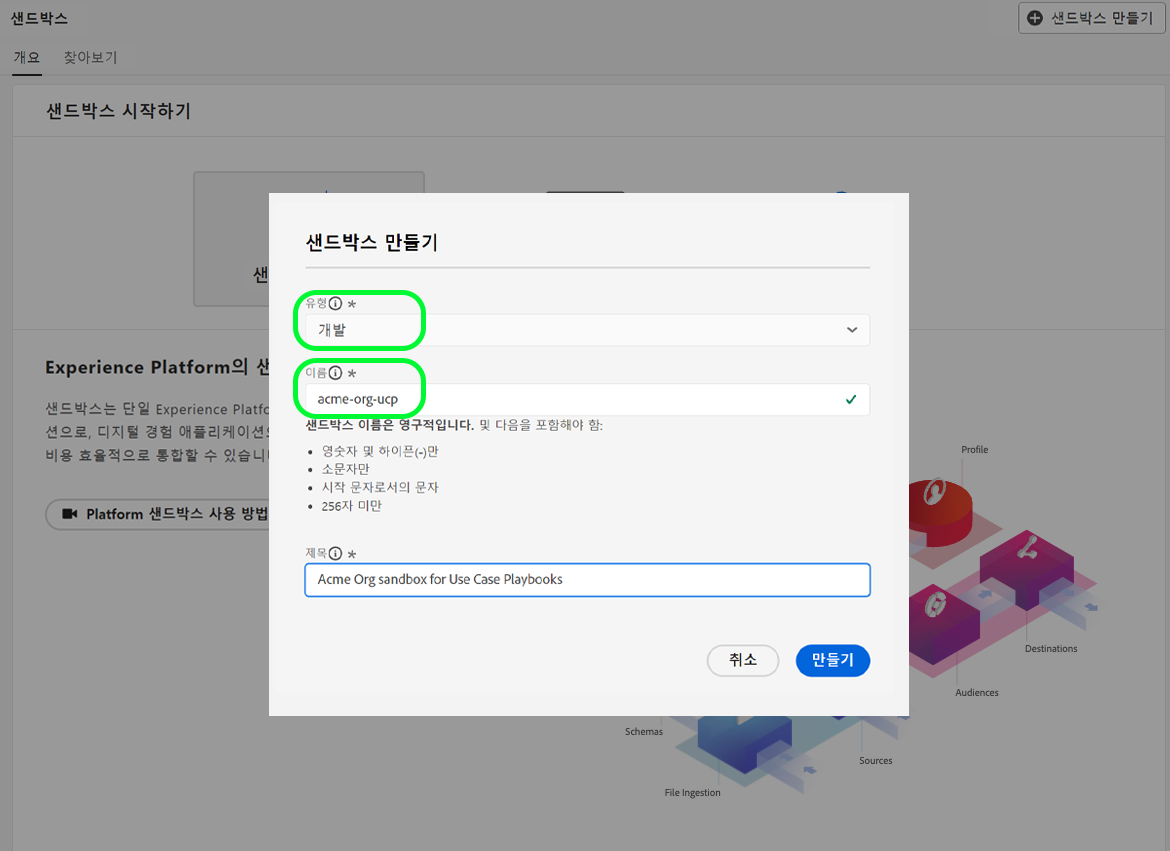 샌드박스
샌드박스 만들기
개요 찾아보기
샌드박스 시작하기
샌드박스 만들기
유형 *
개발
이름 *
acme-org-ucp
샌드박스 이름은 영구적입니다. 및 다음을 포함해야 함:
• 영숫자 및 하이픈(-)만
• 소문자만
• 시작 문자로서의 문자
• 256자 미만
제목 *
Acme Org sandbox for Use Case Playbooks
취소 만들기
샌
Experience Platform의 샌
샌드박스는 단일 Experience Platfo
션으로, 디지털 경험 애플리케이션으
비용 효율적으로 통합할 수 있습니
Platform 샌드박스 사용 방법
Profile
Destinations
Audiences
Schemas
Sources
File Ingestion